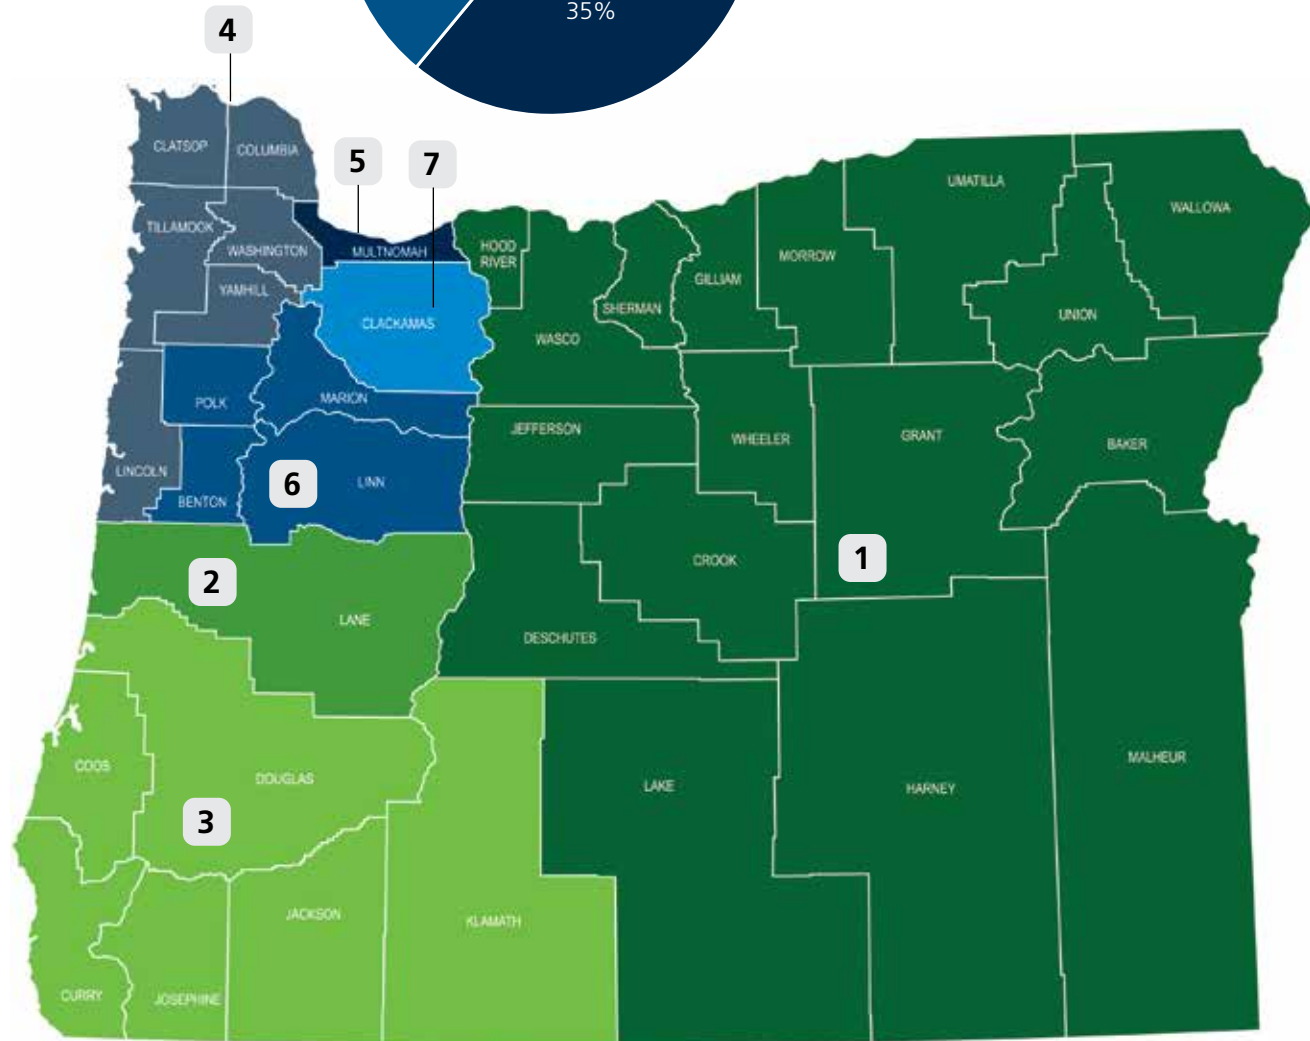 35%
4
5
7
CLATSOP
COLUMBIA
TILLAMOOK
WASHINGTON
MULTNOMAH
HOOD
RIVER
UMATILLA
WALLOWA
YAMHILL
CLACKAMAS
WASCO
SHERMAN
GILLIAM
MORROW
UNION
POLK
MARION
JEFFERSON
WHEELER
GRANT
BAKER
LINCOLN
BENTON
6
LINN
2
LANE
CROOK
1
DESCHUTES
COOS
DOUGLAS
3
LAKE
HARNEY
MALHEUR
CURRY
JOSEPHINE
JACKSON
KLAMATH